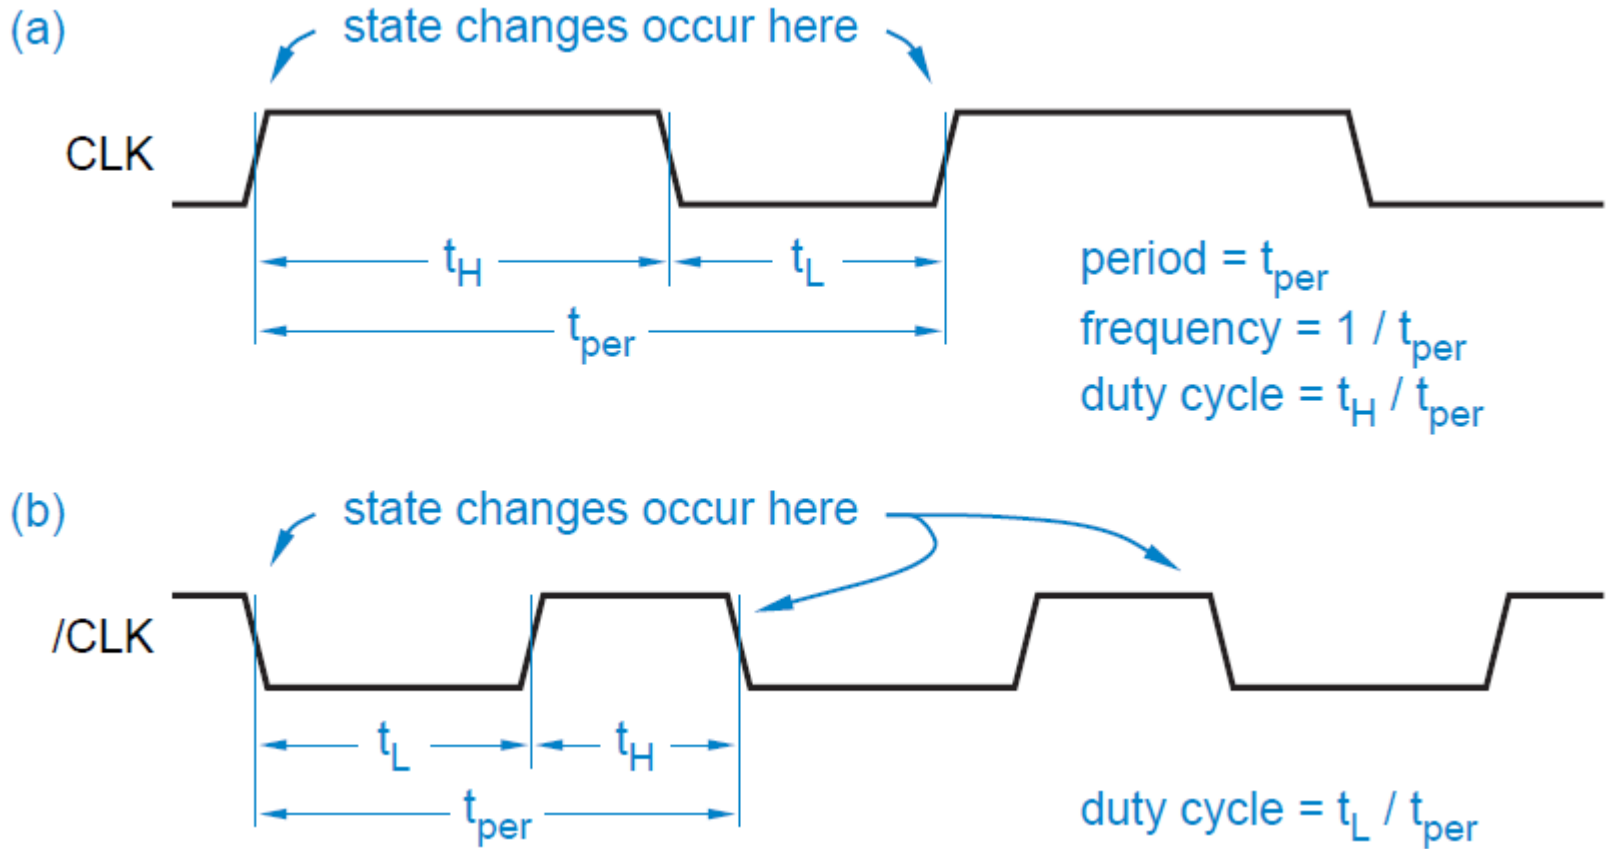 (a) state changes occur here
CLK
tH tL
tper
period = tper
frequency = 1 / tper
duty cycle = tH / tper
(b) state changes occur here
/CLK
tL tH
tper
duty cycle = tL / tper